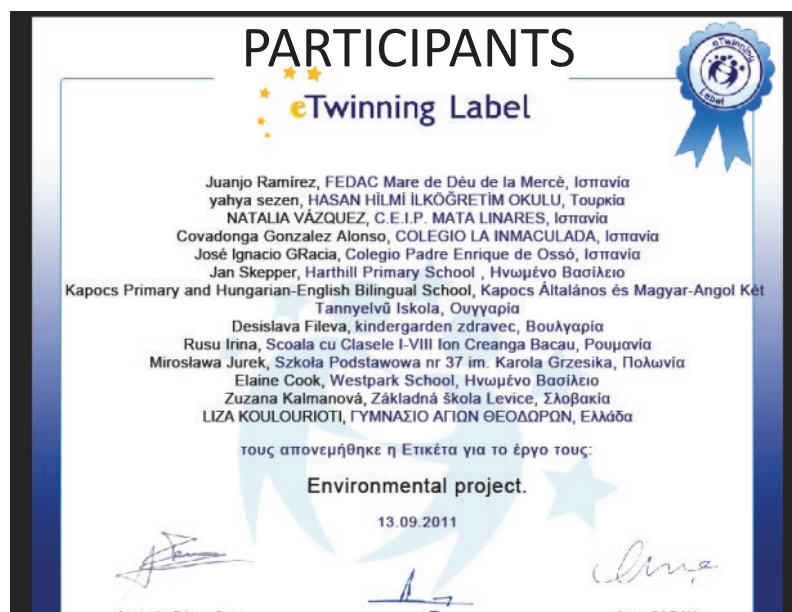 PARTICIPANTS
eTwinning Label
eTwinning
Label
Juanjo Ramírez, FEDAC Mare de Déu de la Mercè, Ισπανία
yahya sezen, HASAN HİLMİ İLKÖĞRETİM OKULU, Τουρκία
NATALIA VÁZQUEZ, C.E.I.P. MATA LINARES, Ισπανία
Covadonga Gonzalez Alonso, COLEGIO LA INMACULADA, Ισπανία
José Ignacio GRacia, Colegio Padre Enrique de Ossó, Ισπανία
Jan Skepper, Harthill Primary School , Ηνωμένο Βασίλειο
Kapocs Primary and Hungarian-English Bilingual School, Kapocs Általános és Magyar-Angol Két
Tannyelvű Iskola, Ουγγαρία
Desislava Fileva, kindergarden zdravec, Βουλγαρία
Rusu Irina, Scoala cu Clasele I-VIII Ion Creanga Bacau, Ρουμανία
Mirosława Jurek, Szkoła Podstawowa nr 37 im. Karola Grzesika, Πολωνία
Elaine Cook, Westpark School, Ηνωμένο Βασίλειο
Zuzana Kalmanová, Základná škola Levice, Σλοβακία
LIZA KOULOURIOTI, ΓΥΜΝΑΣΙΟ ΑΓΙΩΝ ΘΕΟΔΩΡΩΝ, Ελλάδα
τους απονεμήθηκε η Ετικέτα για το έργο τους:
Environmental project.
13.09.2011